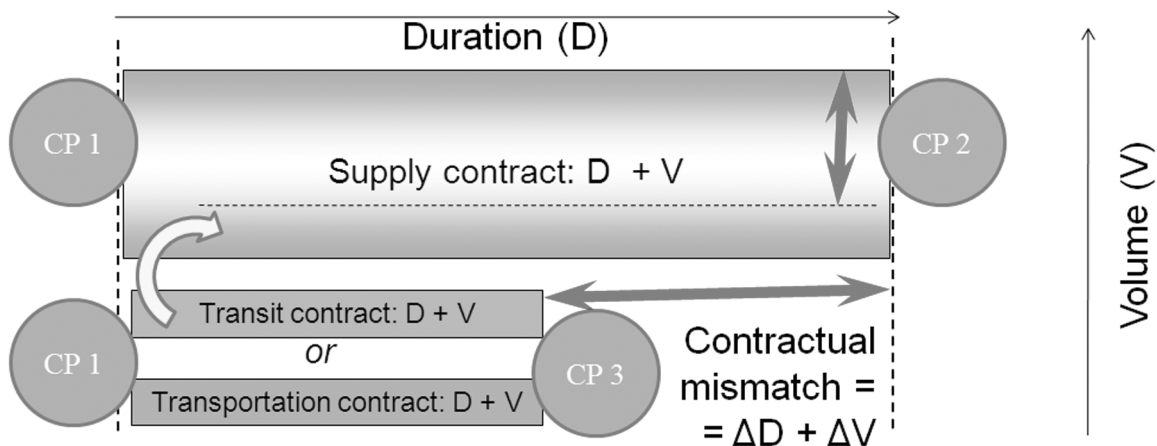 Duration (D)
CP 1
CP 2
Supply contract: D + V
Volume (V)
Transit contract: D + V
or
CP 1
CP 3
Transportation contract: D + V
Contractual
mismatch =
= ΔD + ΔV